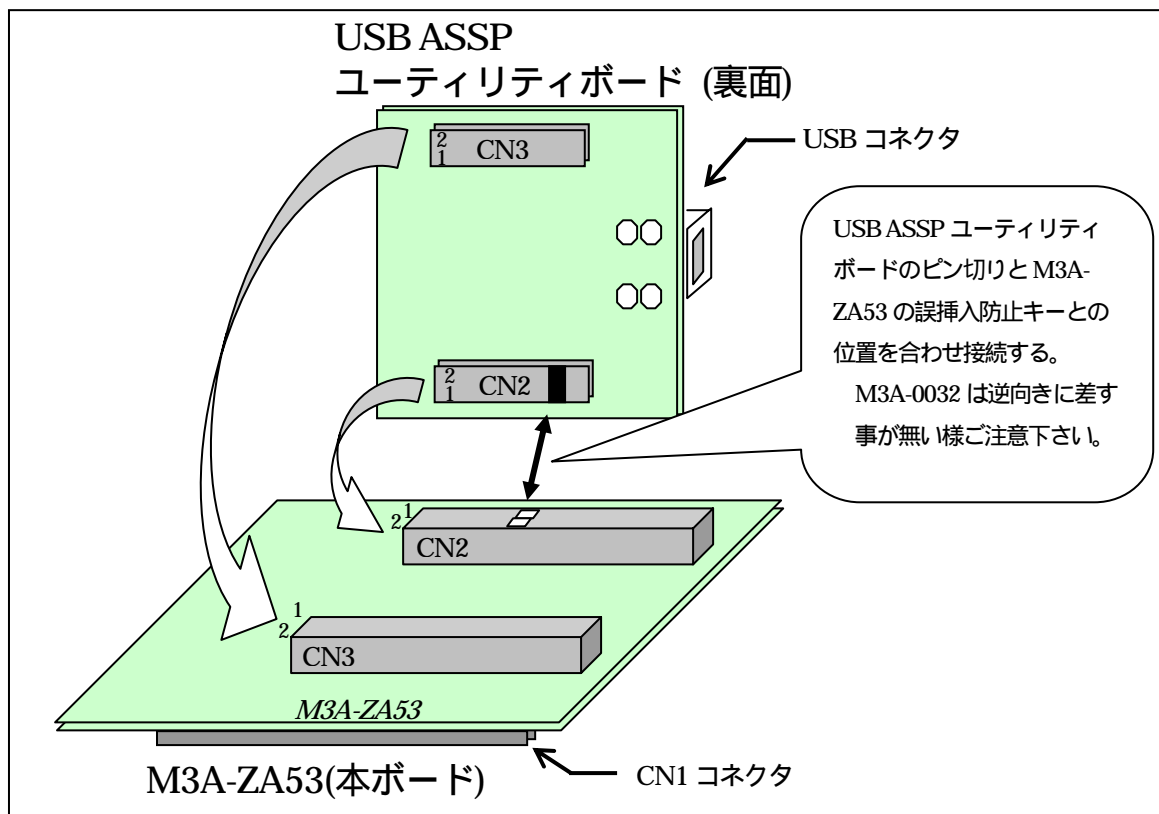 USB ASSP
ユーティリティボード (裏面)
2
1
CN3
USB コネクタ
USB ASSP ユーティリティ
ボードのピン切りと M3A-
ZA53 の誤挿入防止キーとの
位置を合わせ接続する。
M3A-0032 は逆向きに差す
事が無い様ご注意下さい。
2
1
CN2
1
2
CN2
1
2
CN3
M3A-ZA53
M3A-ZA53(本ボード)
CN1 コネクタ